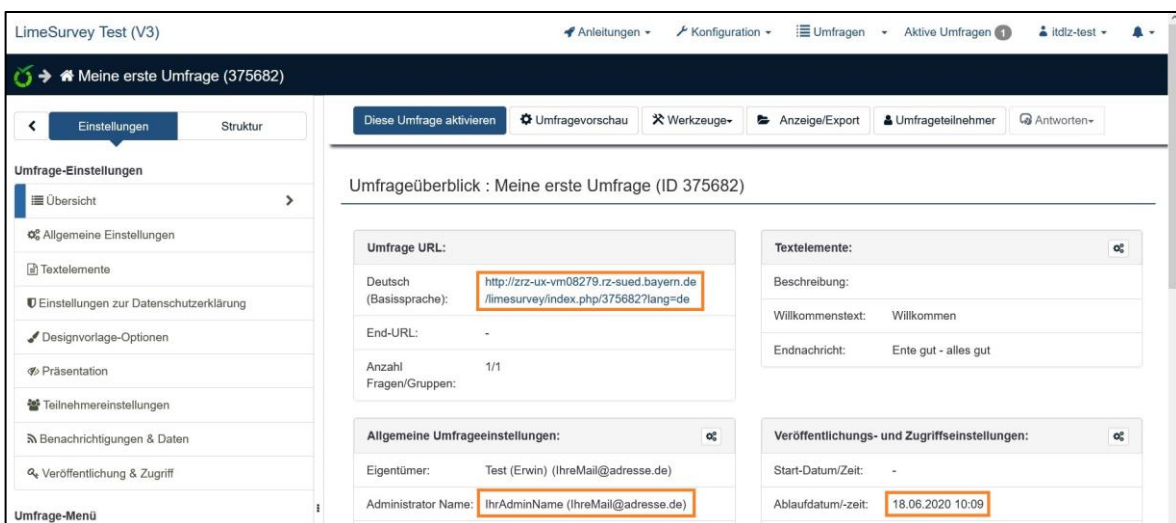 LimeSurvey Test (V3)
Anleitungen
Konfiguration
Umfragen
Aktive Umfragen 1
itdlz-test
Meine erste Umfrage (375682)
Einstellungen
Struktur
Diese Umfrage aktivieren
Umfragevorschau
Werkzeuge
Anzeige/Export
Umfrageteilnehmer
Antworten
Umfrage-Einstellungen
Übersicht
Allgemeine Einstellungen
Textelemente
Einstellungen zur Datenschutzerklärung
Designvorlage-Optionen
Präsentation
Teilnehmereinstellungen
Benachrichtigungen & Daten
Veröffentlichung & Zugriff
Umfrage-Menü
Umfrageüberblick : Meine erste Umfrage (ID 375682)
Umfrage URL:
Deutsch
(Basissprache):
http://zrz-ux-vm08279.rz-sued.bayern.de
/limesurvey/index.php/375682?lang=de
End-URL: -
Anzahl
Fragen/Gruppen:
1/1
Textelemente:
Beschreibung:
Willkommenstext: Willkommen
Endnachricht: Ente gut - alles gut
Allgemeine Umfrageeinstellungen:
Eigentümer: Test (Erwin) (IhreMail@adresse.de)
Administrator Name: IhrAdminName (IhreMail@adresse.de)
Veröffentlichungs- und Zugriffseinstellungen:
Start-Datum/Zeit: -
Ablaufdatum/-zeit: 18.06.2020 10:09